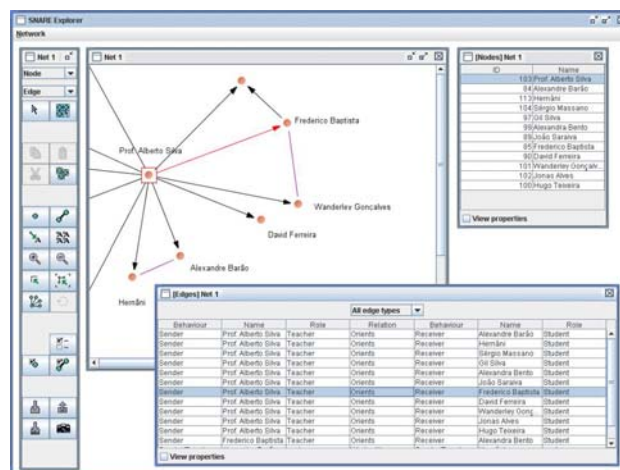 SNARE Explorer
Network
Net 1
Node
Edge
Net 1
Frederico Baptista
Prof. Alberto Silva
Wanderley Gonçalves
David Ferreira
Alexandre Barão
Hernâni
[Nodes] Net 1
ID Name
103 Prof. Alberto Silva
84 Alexandre Barão
113 Hernâni
104 Sérgio Massano
97 Gil Silva
99 Alexandra Bento
89 João Saraiva
85 Frederico Baptista
90 David Ferreira
101 Wanderley Gonçalv...
102 Jonas Alves
100 Hugo Teixeira
View properties
[Edges] Net 1
All edge types
Behaviour Name Role Relation Behaviour Name Role
Sender Prof. Alberto Silva Teacher Orients Receiver Alexandre Barão Student
Sender Prof. Alberto Silva Teacher Orients Receiver Hernâni Student
Sender Prof. Alberto Silva Teacher Orients Receiver Sérgio Massano Student
Sender Prof. Alberto Silva Teacher Orients Receiver Gil Silva Student
Sender Prof. Alberto Silva Teacher Orients Receiver Alexandra Bento Student
Sender Prof. Alberto Silva Teacher Orients Receiver João Saraiva Student
Sender Prof. Alberto Silva Teacher Orients Receiver Frederico Baptista Student
Sender Prof. Alberto Silva Teacher Orients Receiver David Ferreira Student
Sender Prof. Alberto Silva Teacher Orients Receiver Wanderley Gonç... Student
Sender Prof. Alberto Silva Teacher Orients Receiver Jonas Alves Student
Sender Prof. Alberto Silva Teacher Orients Receiver Hugo Teixeira Student
Sender Frederico Baptista Teacher Orients Receiver Alexandra Bento Student
View properties